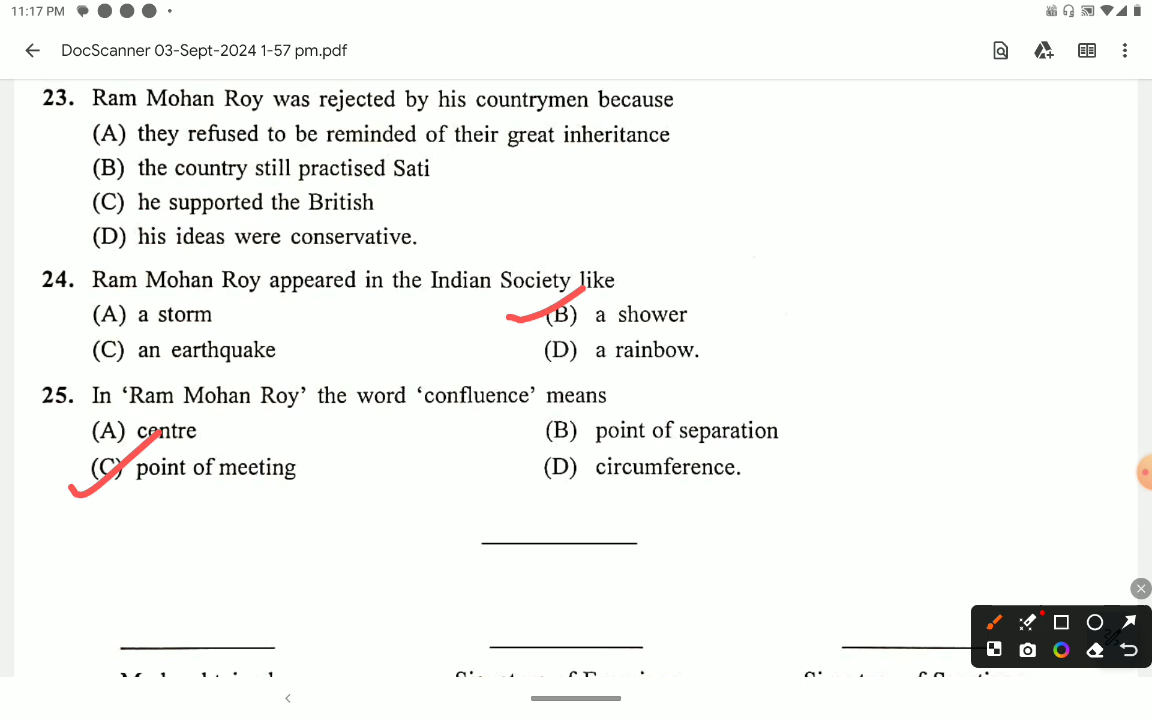 11:17 PM
DocScanner 03-Sept-2024 1-57 pm.pdf
23. Ram Mohan Roy was rejected by his countrymen because
(A) they refused to be reminded of their great inheritance
(B) the country still practised Sati
(C) he supported the British
(D) his ideas were conservative.
24. Ram Mohan Roy appeared in the Indian Society like
(A) a storm (B) a shower
(C) an earthquake (D) a rainbow.
25. In ‘Ram Mohan Roy’ the word ‘confluence’ means
(A) centre (B) point of separation
(C) point of meeting (D) circumference.